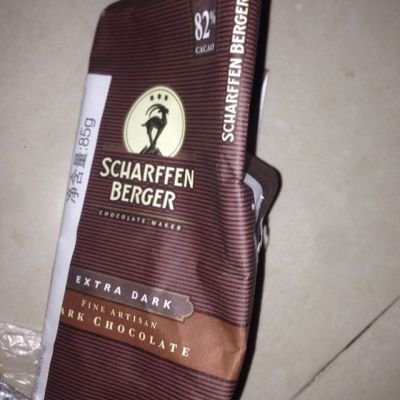 82%
CACAO
SCHARFFEN BERGER
SCHARFFEN
BERGER
CHOCOLATE MAKER
EXTRA DARK
FINE ARTISAN
ARK CHOCOLATE
净含量:85g